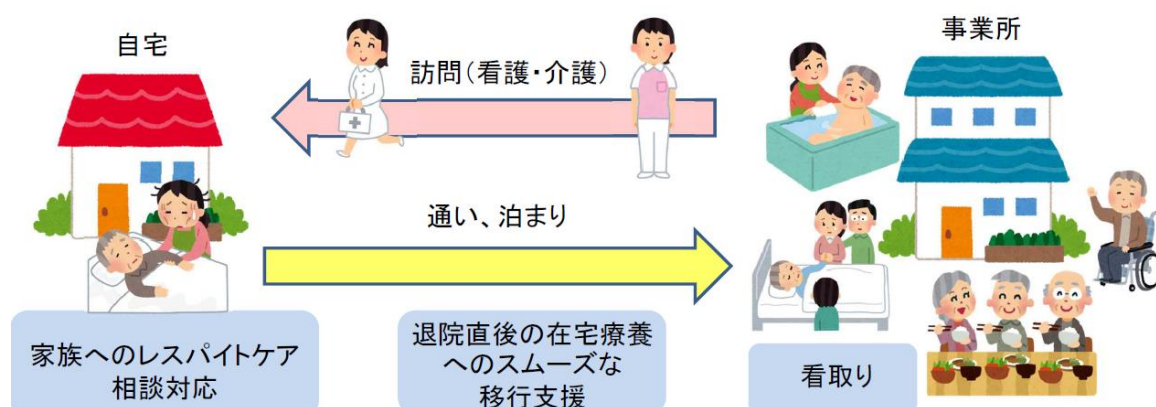 自宅
事業所
訪問(看護・介護)
通い、泊まり
家族へのレスパイトケア
相談対応
退院直後の在宅療養
へのスムーズな
移行支援
看取り